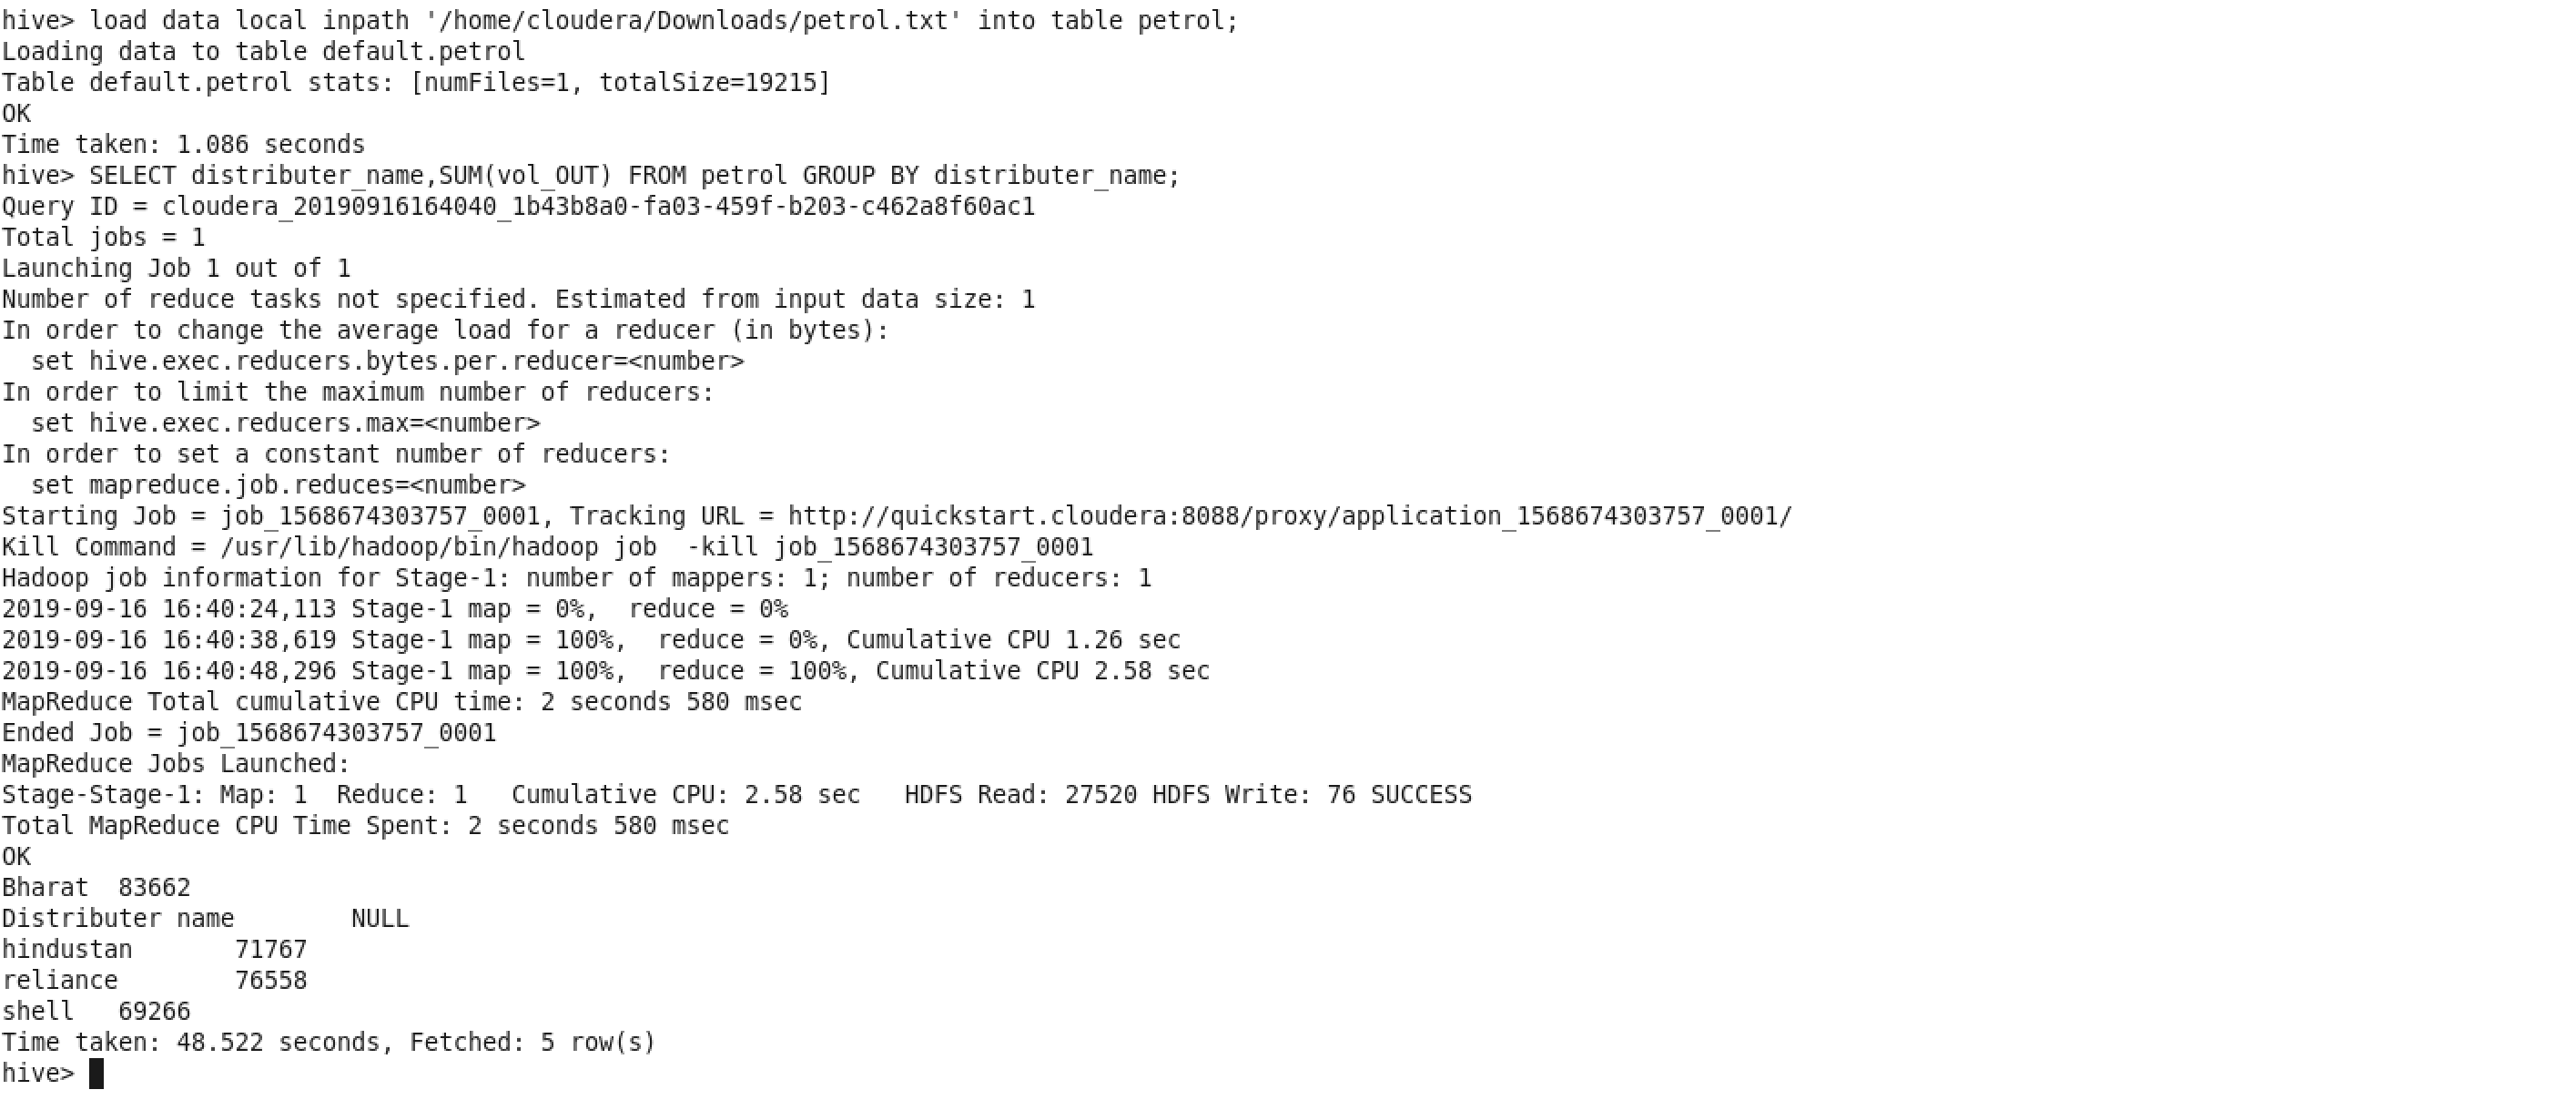 hive> load data local inpath '/home/cloudera/Downloads/petrol.txt' into table petrol;
Loading data to table default.petrol
Table default.petrol stats: [numFiles=1, totalSize=19215]
OK
Time taken: 1.086 seconds
hive> SELECT distributer_name,SUM(vol_OUT) FROM petrol GROUP BY distributer_name;
Query ID = cloudera_20190916164040_1b43b8a0-fa03-459f-b203-c462a8f60ac1
Total jobs = 1
Launching Job 1 out of 1
Number of reduce tasks not specified. Estimated from input data size: 1
In order to change the average load for a reducer (in bytes):
  set hive.exec.reducers.bytes.per.reducer=<number>
In order to limit the maximum number of reducers:
  set hive.exec.reducers.max=<number>
In order to set a constant number of reducers:
  set mapreduce.job.reduces=<number>
Starting Job = job_1568674303757_0001, Tracking URL = http://quickstart.cloudera:8088/proxy/application_1568674303757_0001/
Kill Command = /usr/lib/hadoop/bin/hadoop job  -kill job_1568674303757_0001
Hadoop job information for Stage-1: number of mappers: 1; number of reducers: 1
2019-09-16 16:40:24,113 Stage-1 map = 0%,  reduce = 0%
2019-09-16 16:40:38,619 Stage-1 map = 100%,  reduce = 0%, Cumulative CPU 1.26 sec
2019-09-16 16:40:48,296 Stage-1 map = 100%,  reduce = 100%, Cumulative CPU 2.58 sec
MapReduce Total cumulative CPU time: 2 seconds 580 msec
Ended Job = job_1568674303757_0001
MapReduce Jobs Launched:
Stage-Stage-1: Map: 1  Reduce: 1   Cumulative CPU: 2.58 sec   HDFS Read: 27520 HDFS Write: 76 SUCCESS
Total MapReduce CPU Time Spent: 2 seconds 580 msec
OK
Bharat  83662
Distributer name        NULL
hindustan       71767
reliance        76558
shell   69266
Time taken: 48.522 seconds, Fetched: 5 row(s)
hive>